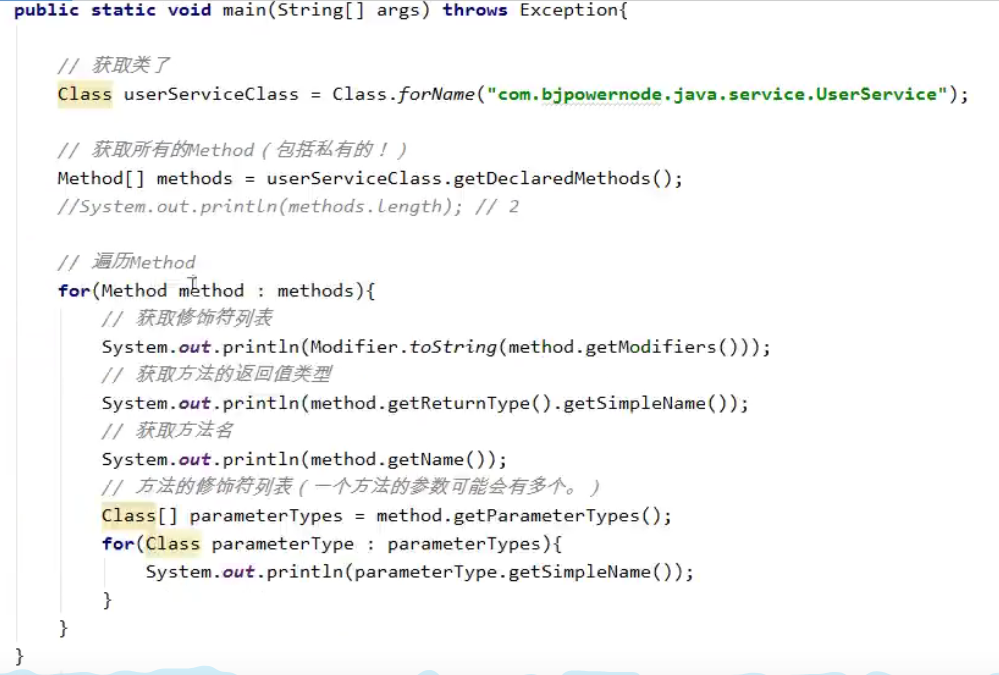 public static void main(String[] args) throws Exception{
// 获取类了
Class userServiceClass = Class.forName("com.bjpowernode.java.service.UserService");
// 获取所有的Method（包括私有的！）
Method[] methods = userServiceClass.getDeclaredMethods();
//System.out.println(methods.length); // 2
// 遍历Method
for(Method method : methods){
// 获取修饰符列表
System.out.println(Modifier.toString(method.getModifiers()));
// 获取方法的返回值类型
System.out.println(method.getReturnType().getSimpleName());
// 获取方法名
System.out.println(method.getName());
// 方法的修饰符列表（一个方法的参数可能会有多个。）
Class[] parameterTypes = method.getParameterTypes();
for(Class parameterType : parameterTypes){
System.out.println(parameterType.getSimpleName());
}
}
}